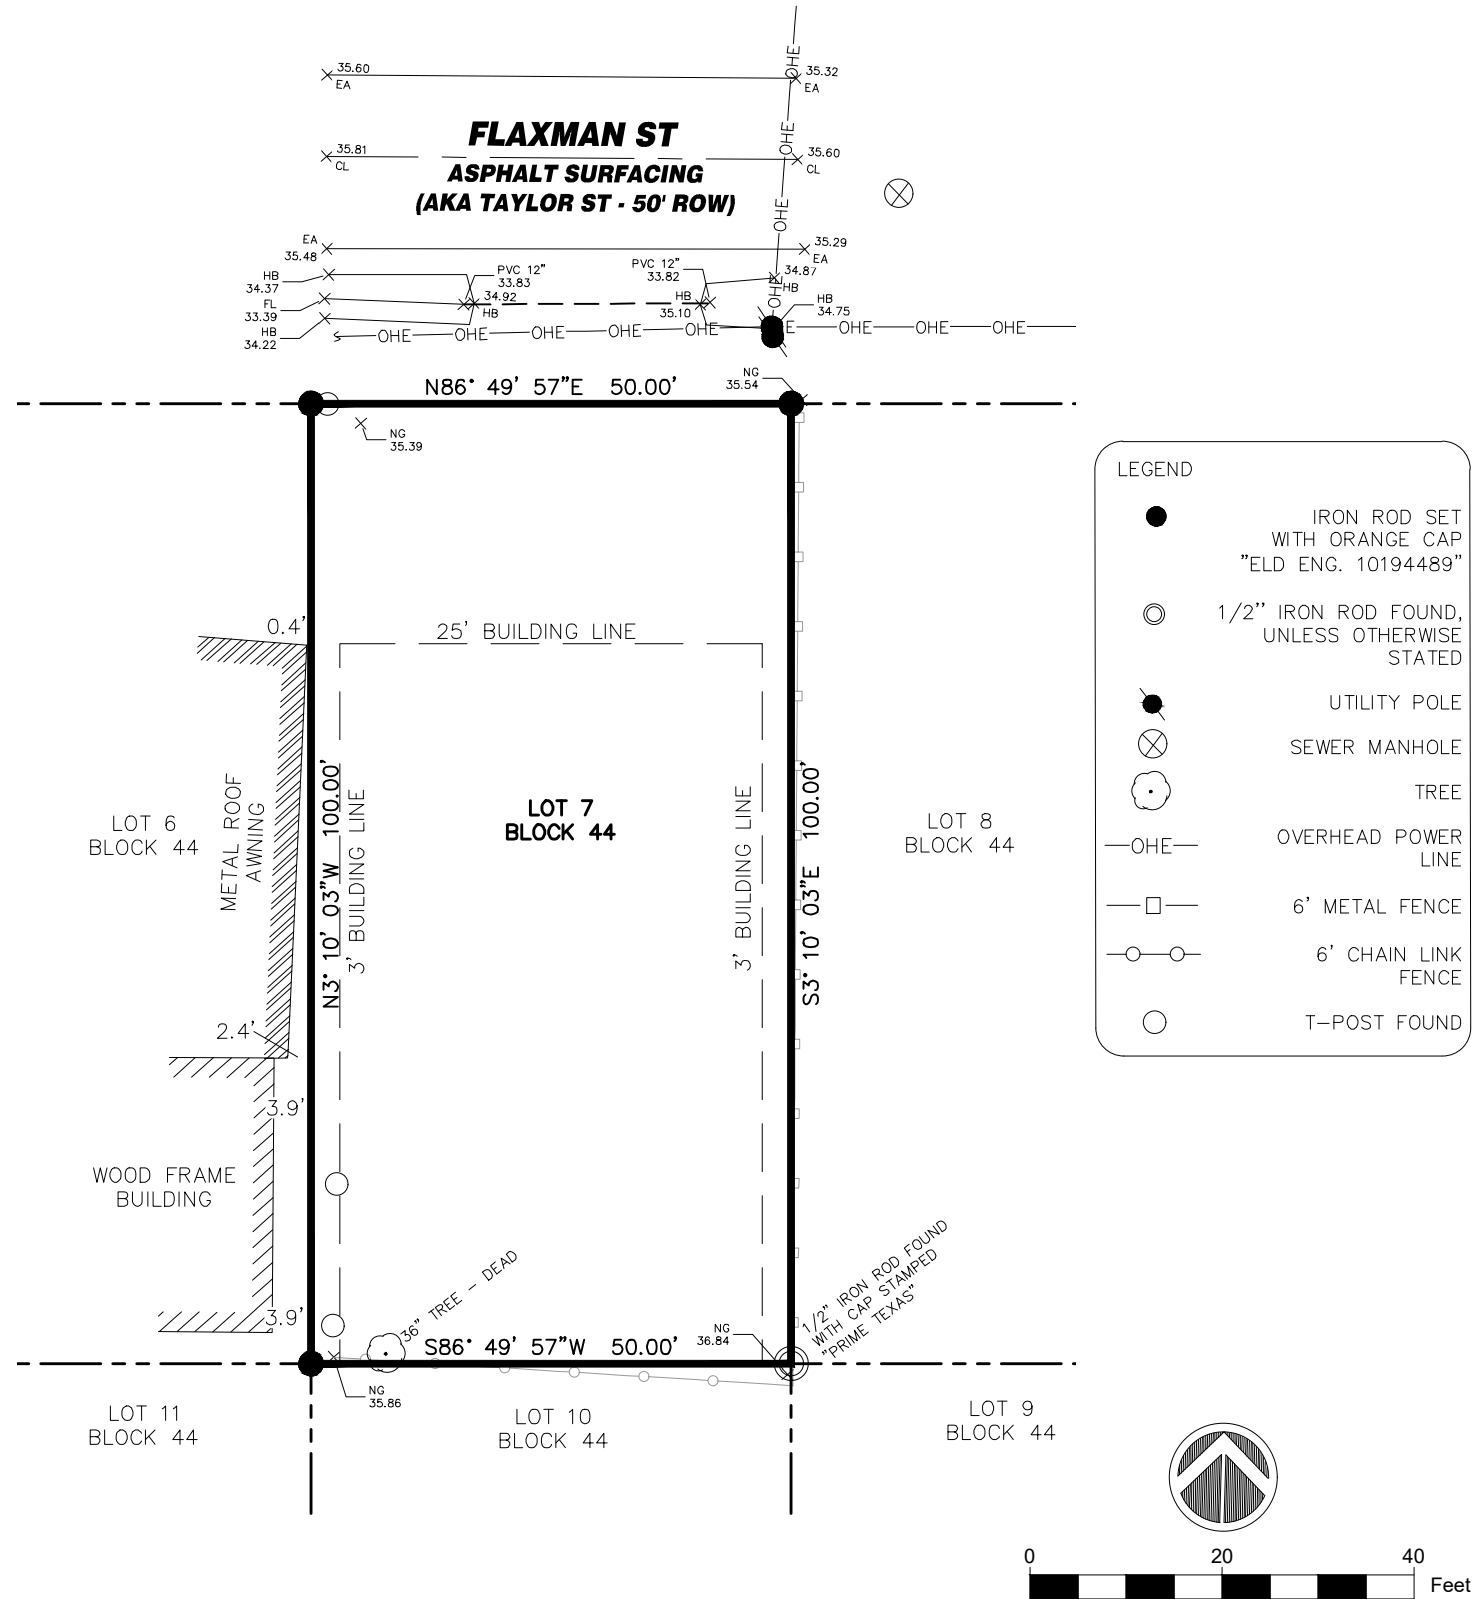 OHE
35.60
EA
35.32
EA
FLAXMAN ST
OHE
35.81
CL
35.60
CL
ASPHALT SURFACING
(AKA TAYLOR ST - 50' ROW)
OHE
EA
35.48
35.29
EA
HB
34.37
PVC 12"
33.83
PVC 12"
33.82
34.87
HB
FL
33.39
34.92
HB
HB
35.10
OHE
HB
34.75
HB
34.22
OHE OHE OHE OHE OHE OHE OHE OHE OHE
N86° 49' 57"E 50.00'
NG
35.54
NG
35.39
LEGEND
IRON ROD SET
WITH ORANGE CAP
"ELD ENG. 10194489"
1/2'' IRON ROD FOUND,
UNLESS OTHERWISE
STATED
UTILITY POLE
SEWER MANHOLE
TREE
OHE
OVERHEAD POWER
LINE
6' METAL FENCE
6' CHAIN LINK
FENCE
T-POST FOUND
0.4'
25' BUILDING LINE
METAL ROOF
AWNING
N3° 10' 03"W 100.00'
3' BUILDING LINE
LOT 7
BLOCK 44
3' BUILDING LINE
S3° 10' 03"E 100.00'
LOT 6
BLOCK 44
LOT 8
BLOCK 44
2.4'
3.9'
WOOD FRAME
BUILDING
3.9'
36" TREE - DEAD
1/2" IRON ROD FOUND
WITH CAP STAMPED
"PRIME TEXAS"
S86° 49' 57"W 50.00'
NG
36.84
NG
35.86
LOT 11
BLOCK 44
LOT 10
BLOCK 44
LOT 9
BLOCK 44
0 20 40
Feet